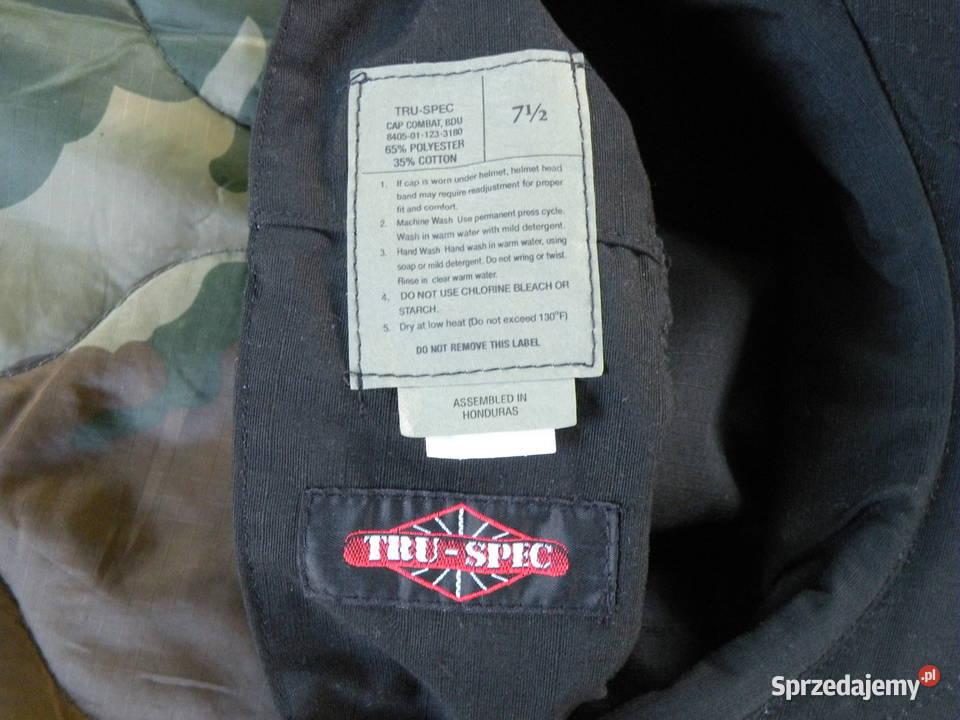 TRU-SPEC
CAP COMBAT, BDU
8405-01-123-3180
65% POLYESTER
35% COTTON
7½
1. If cap is worn under helmet, helmet head
band may require readjustment for proper
fit and comfort.
2. Machine Wash Use permanent press cycle.
Wash in warm water with mild detergent.
3. Hand Wash Hand wash in warm water, using
soap or mild detergent. Do not wring or twist.
Rinse in clear warm water.
4. DO NOT USE CHLORINE BLEACH OR
STARCH.
5. Dry at low heat (Do not exceed 130°F)
DO NOT REMOVE THIS LABEL
ASSEMBLED IN
HONDURAS
TRU-SPEC
Sprzedajemy.pl